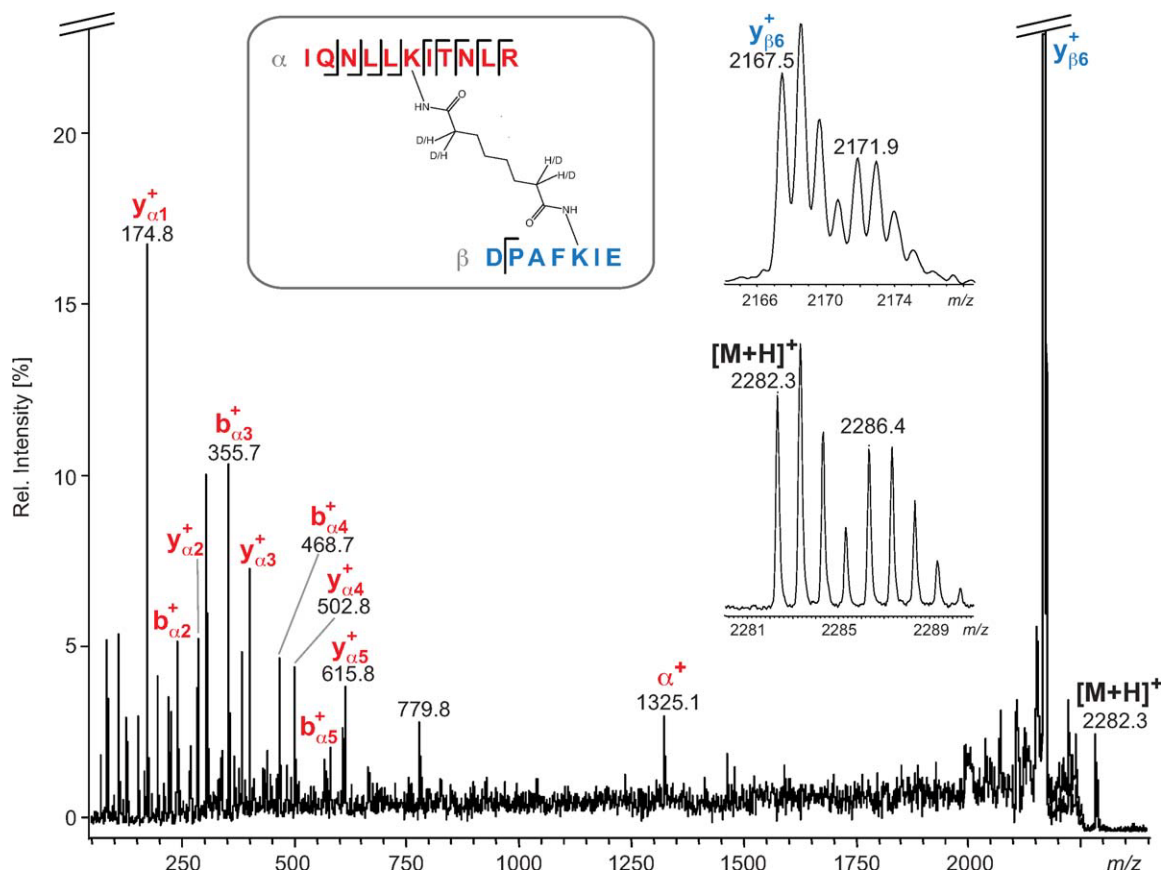 α I Q N L L K I T N L R
HN
O
D/H
D/H
H/D
H/D
O
NH
β D P A F K I E
y+β6
2167.5
2171.9
2166 2170 2174 m/z
y+β6
[M+H]+
2282.3
2286.4
2281 2285 2289 m/z
Rel. Intensity [%]
20
15
10
5
0
y+α1
174.8
b+α3
355.7
y+α2
y+α3
b+α4
468.7
y+α4
502.8
b+α2
y+α5
615.8
b+α5
779.8
α+
1325.1
[M+H]+
2282.3
250 500 750 1000 1250 1500 1750 2000 m/z